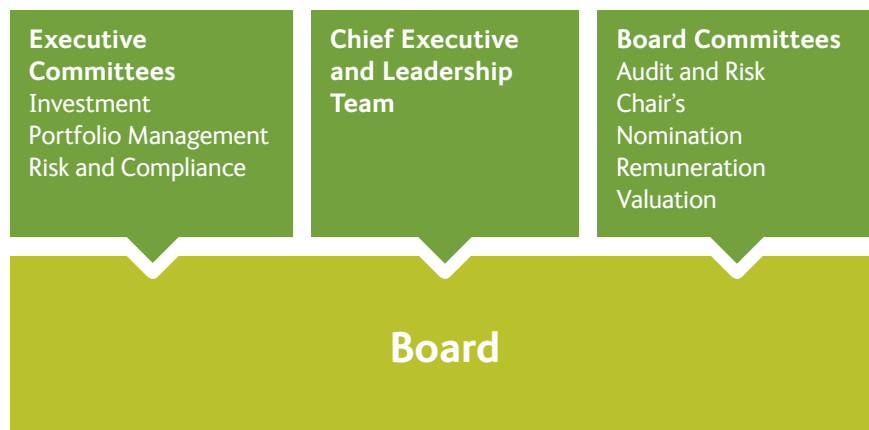 Executive
Committees
Investment
Portfolio Management
Risk and Compliance
Chief Executive
and Leadership
Team
Board Committees
Audit and Risk
Chair's
Nomination
Remuneration
Valuation
Board